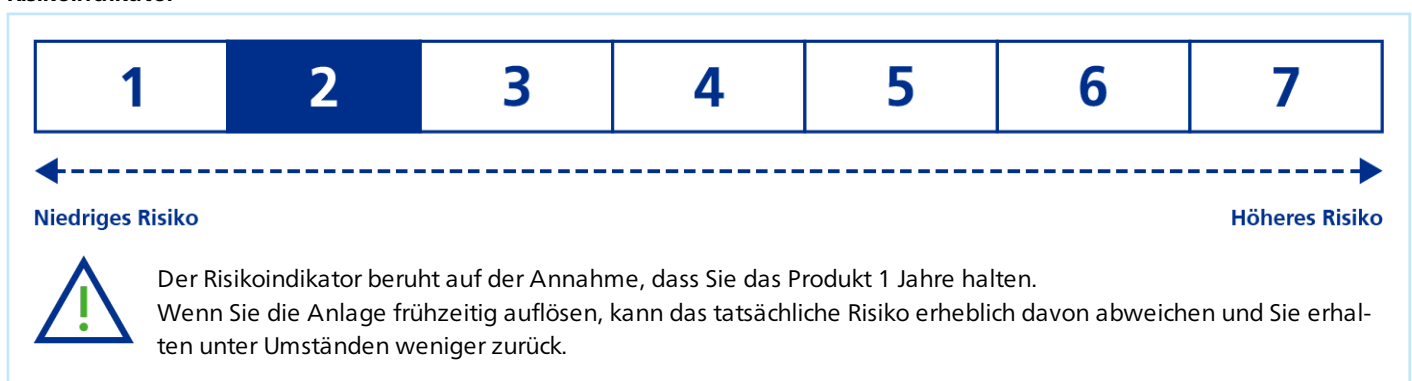 1 2 3 4 5 6 7
Niedriges Risiko Höheres Risiko
Der Risikoindikator beruht auf der Annahme, dass Sie das Produkt 1 Jahre halten.
Wenn Sie die Anlage frühzeitig auflösen, kann das tatsächliche Risiko erheblich davon abweichen und Sie erhal-
ten unter Umständen weniger zurück.